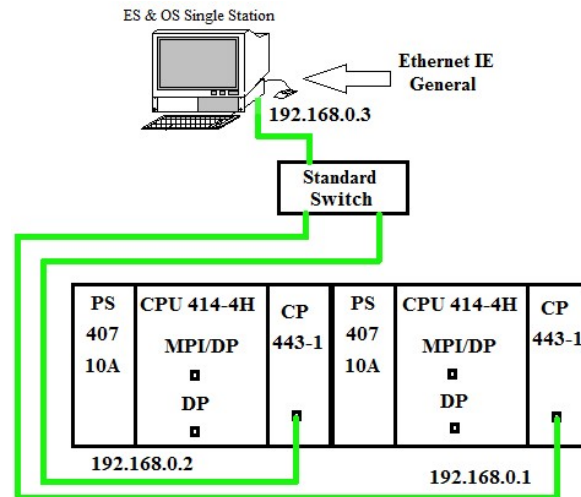 ES & OS Single Station
Ethernet IE
General
192.168.0.3
Standard
Switch
PS
407
10A
CPU 414-4H
MPI/DP
DP
CP
443-1
PS
407
10A
CPU 414-4H
MPI/DP
DP
CP
443-1
192.168.0.2
192.168.0.1